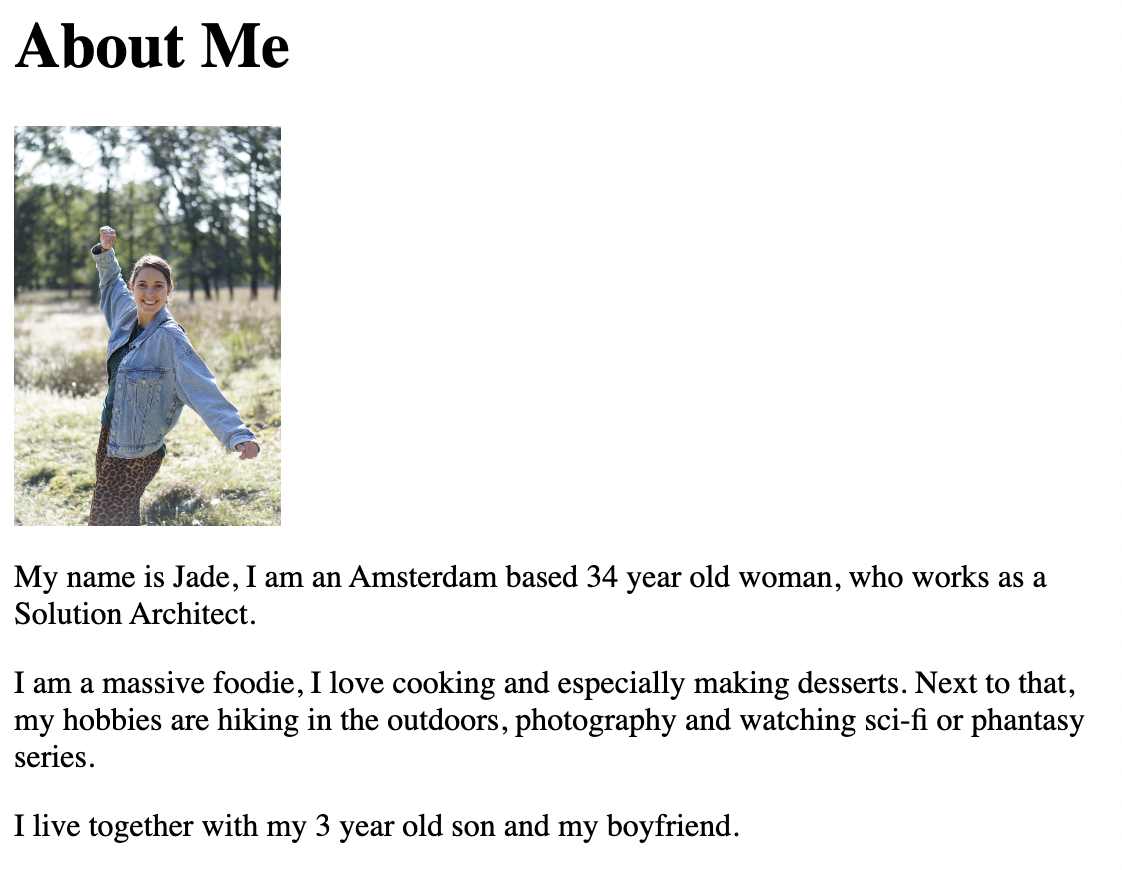 About Me
My name is Jade, I am an Amsterdam based 34 year old woman, who works as a
Solution Architect.
I am a massive foodie, I love cooking and especially making desserts. Next to that,
my hobbies are hiking in the outdoors, photography and watching sci-fi or phantasy
series.
I live together with my 3 year old son and my boyfriend.